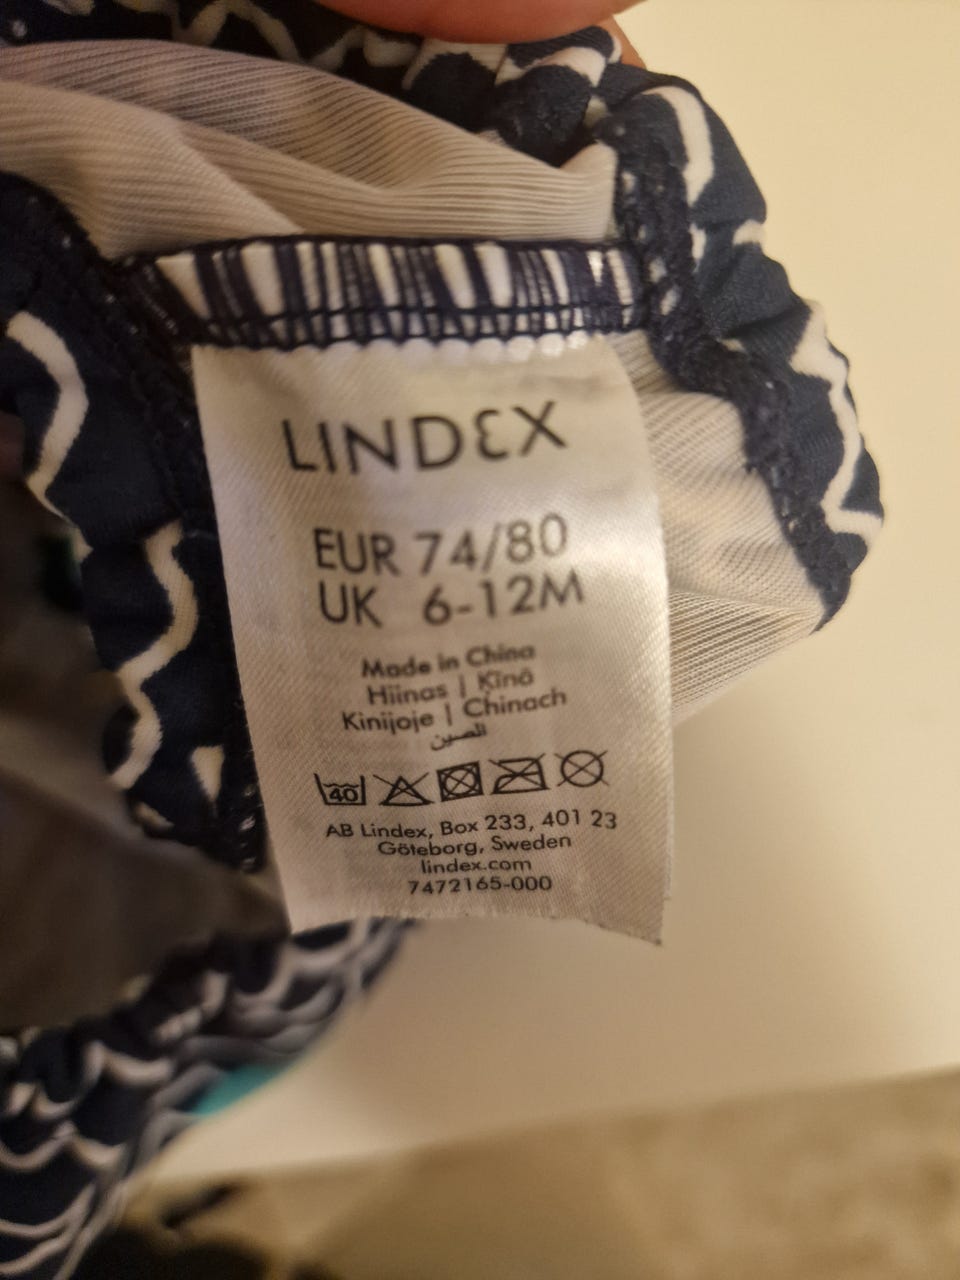 LINDEX
EUR 74/80
UK 6-12M
Made in China
Hiinas | Ķīnā
Kinijoje | Chinach
الصين
40
AB Lindex, Box 233, 401 23
Göteborg, Sweden
lindex.com
7472165-000